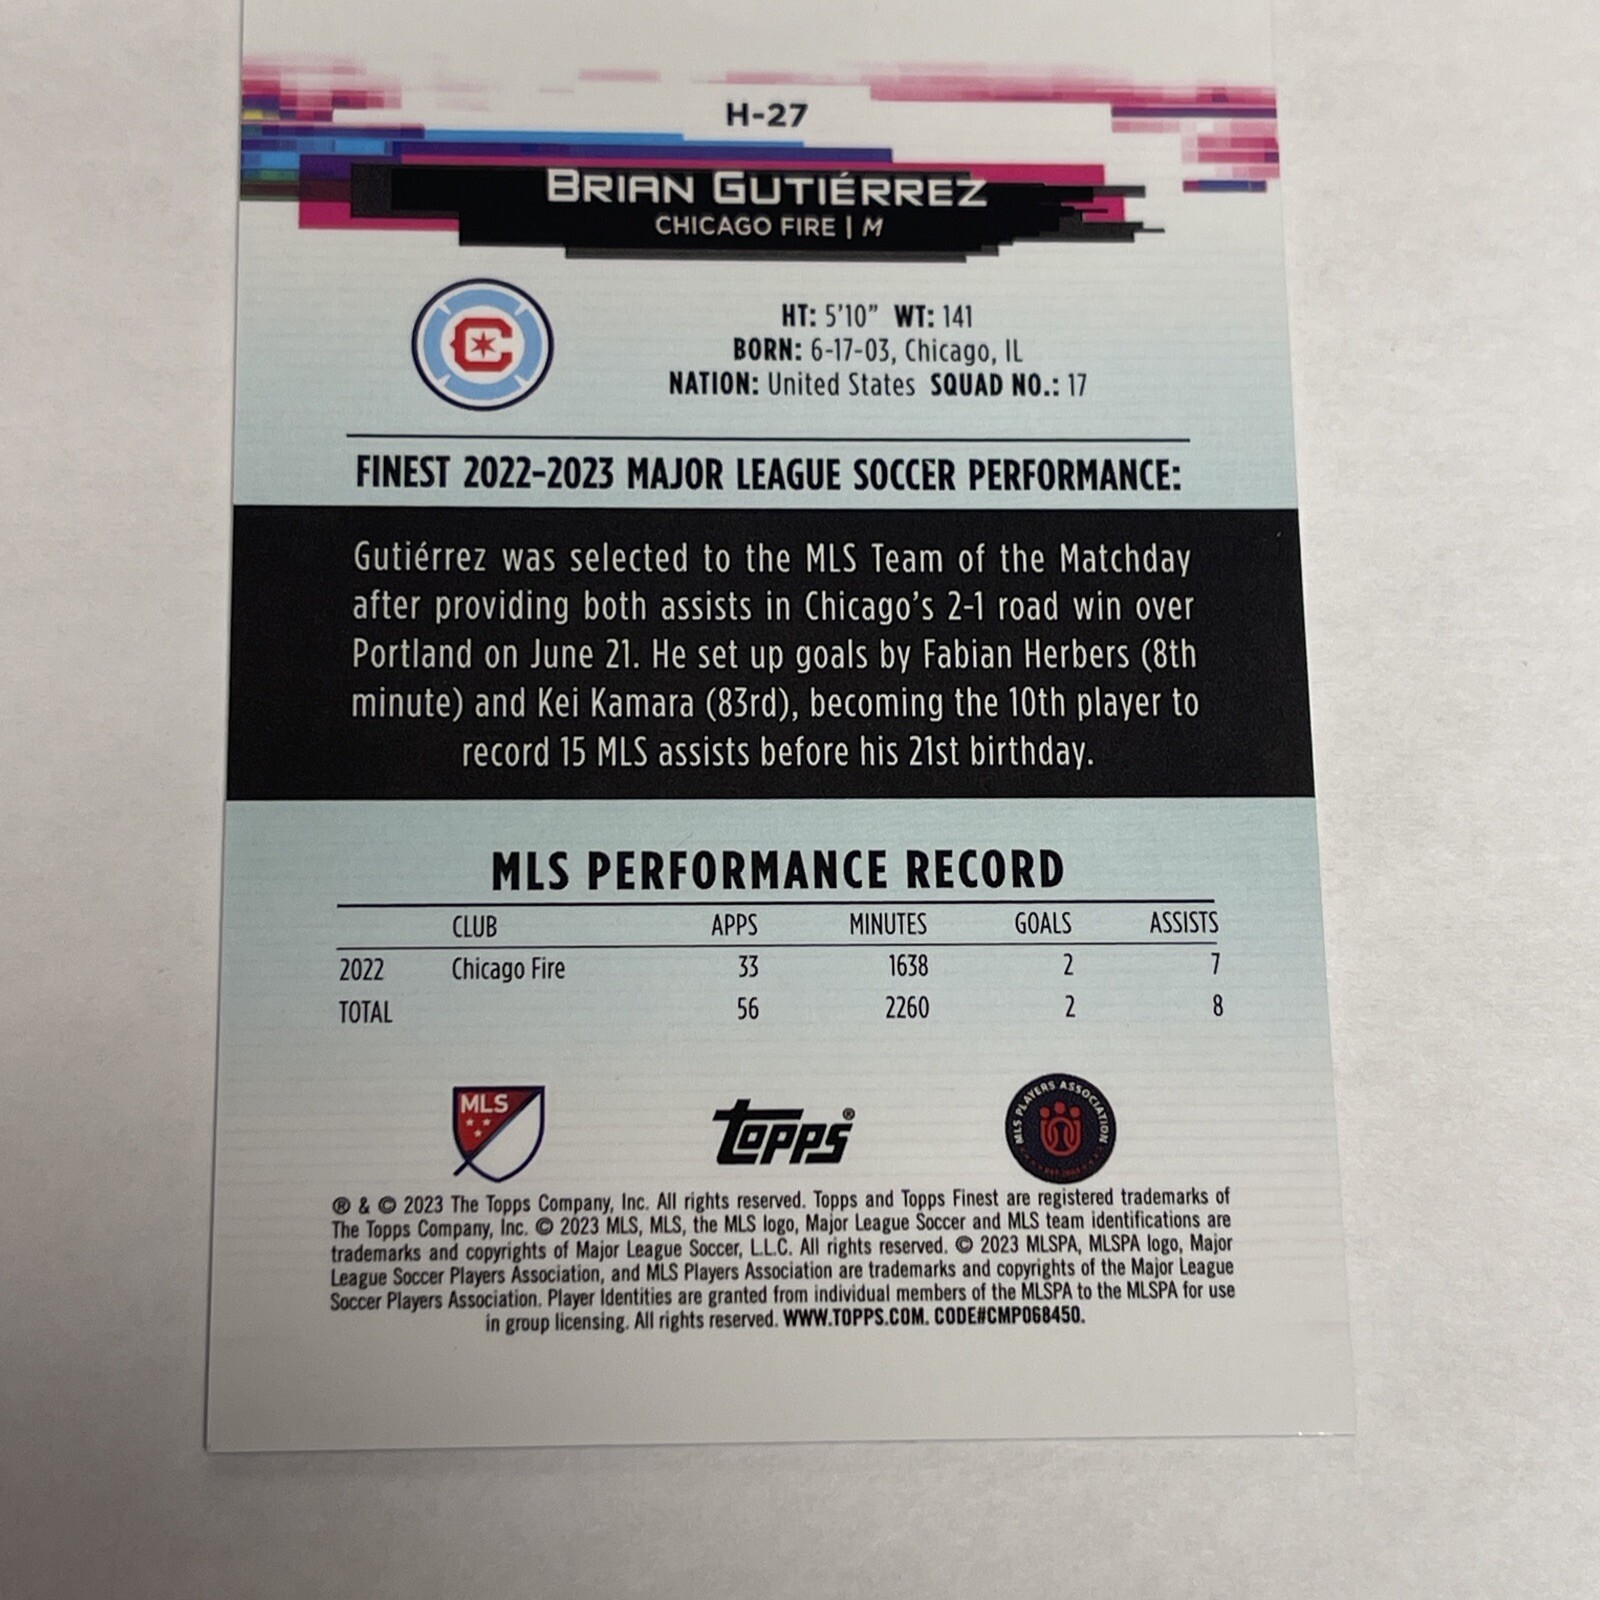 H-27
BRIAN GUTIÉRREZ
CHICAGO FIRE | M
HT: 5'10" WT: 141
BORN: 6-17-03, Chicago, IL
NATION: United States SQUAD NO.: 17
FINEST 2022-2023 MAJOR LEAGUE SOCCER PERFORMANCE:
Gutiérrez was selected to the MLS Team of the Matchday
after providing both assists in Chicago's 2-1 road win over
Portland on June 21. He set up goals by Fabian Herbers (8th
minute) and Kei Kamara (83rd), becoming the 10th player to
record 15 MLS assists before his 21st birthday.
MLS PERFORMANCE RECORD
CLUB APPS MINUTES GOALS ASSISTS
2022 Chicago Fire 33 1638 2 7
TOTAL 56 2260 2 8
MLS
Topps®
MLS PLAYERS ASSOCIATION
® & © 2023 The Topps Company, Inc. All rights reserved. Topps and Topps Finest are registered trademarks of
The Topps Company, Inc. © 2023 MLS, MLS, the MLS logo, Major League Soccer and MLS team identifications are
trademarks and copyrights of Major League Soccer, L.L.C. All rights reserved. © 2023 MLSPA, MLSPA logo, Major
League Soccer Players Association, and MLS Players Association are trademarks and copyrights of the Major League
Soccer Players Association. Player Identities are granted from individual members of the MLSPA to the MLSPA for use
in group licensing. All rights reserved. WWW.TOPPS.COM. CODE#CMP068450.